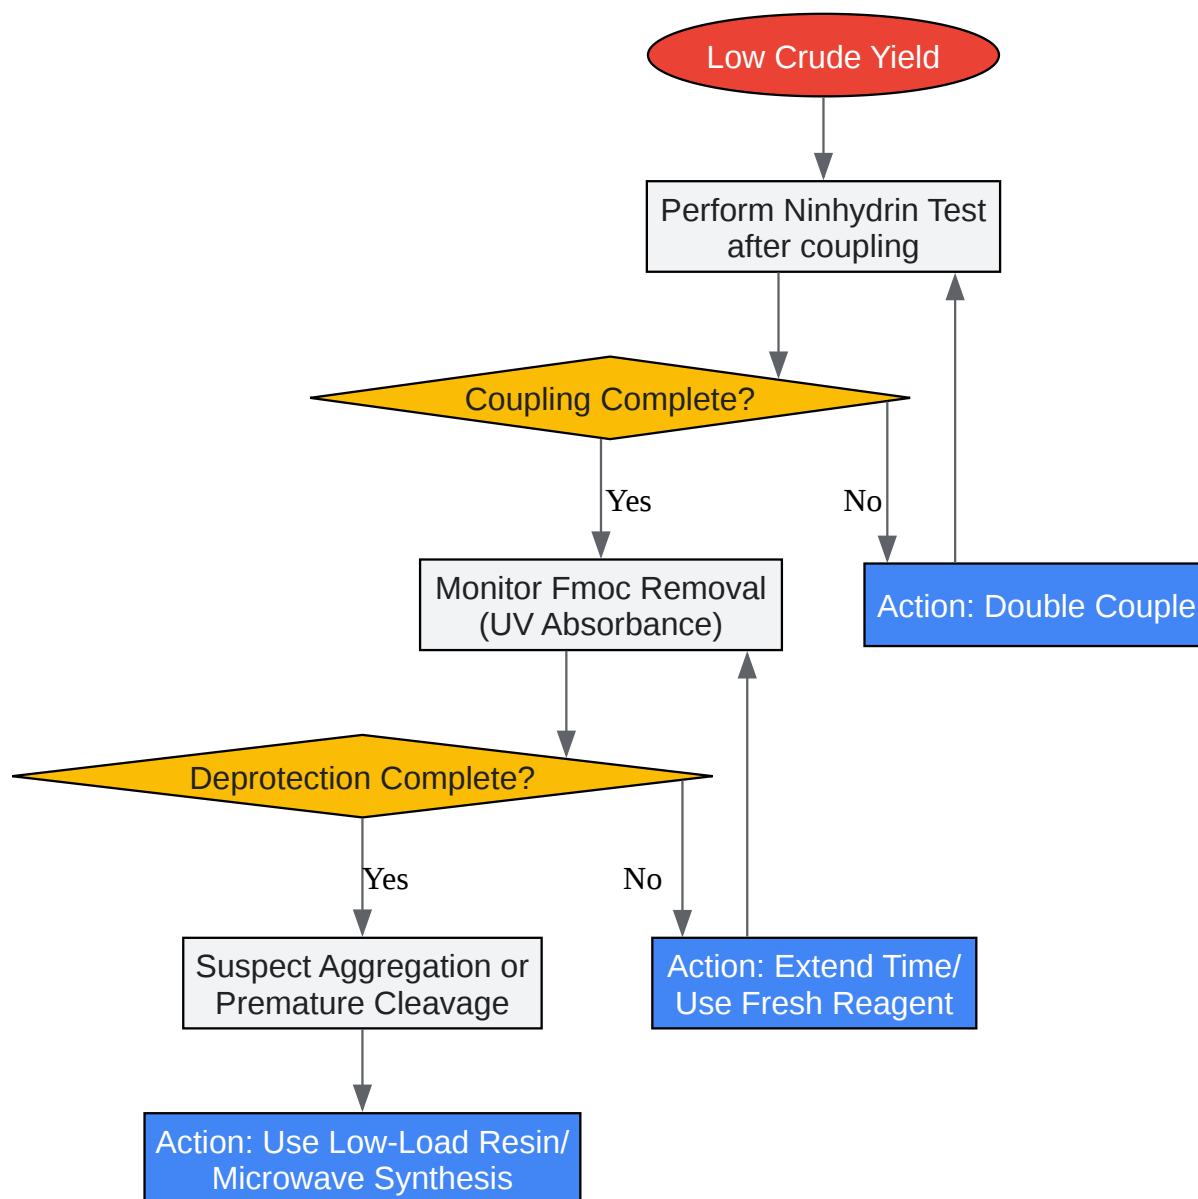 Low Crude Yield
Perform Ninhydrin Test
after coupling
Coupling Complete?
Yes
No
Monitor Fmoc Removal
(UV Absorbance)
Action: Double Couple
Deprotection Complete?
Yes
No
Suspect Aggregation or
Premature Cleavage
Action: Extend Time/
Use Fresh Reagent
Action: Use Low-Load Resin/
Microwave Synthesis